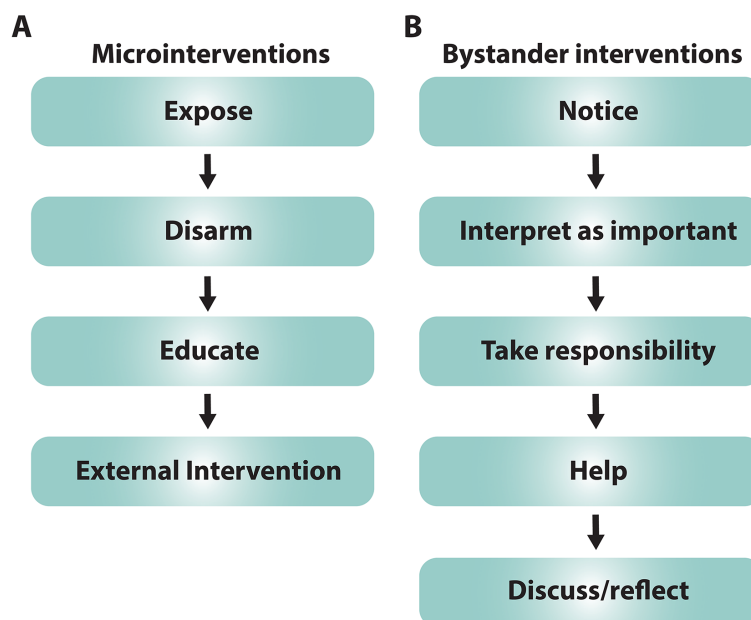 A
Microinterventions
Expose
Disarm
Educate
External Intervention
B
Bystander interventions
Notice
Interpret as important
Take responsibility
Help
Discuss/reflect